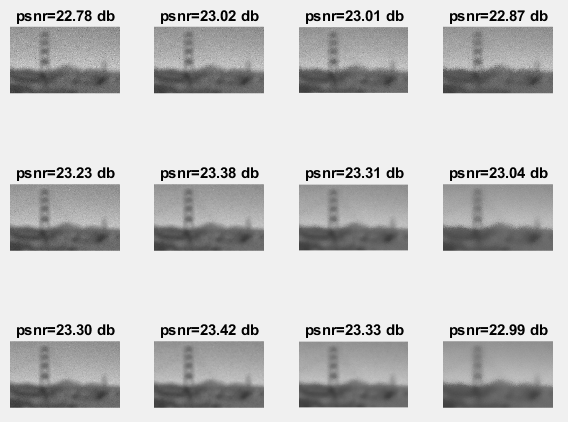 psnr=22.78 db psnr=23.02 db psnr=23.01 db psnr=22.87 db
psnr=23.23 db psnr=23.38 db psnr=23.31 db psnr=23.04 db
psnr=23.30 db psnr=23.42 db psnr=23.33 db psnr=22.99 db